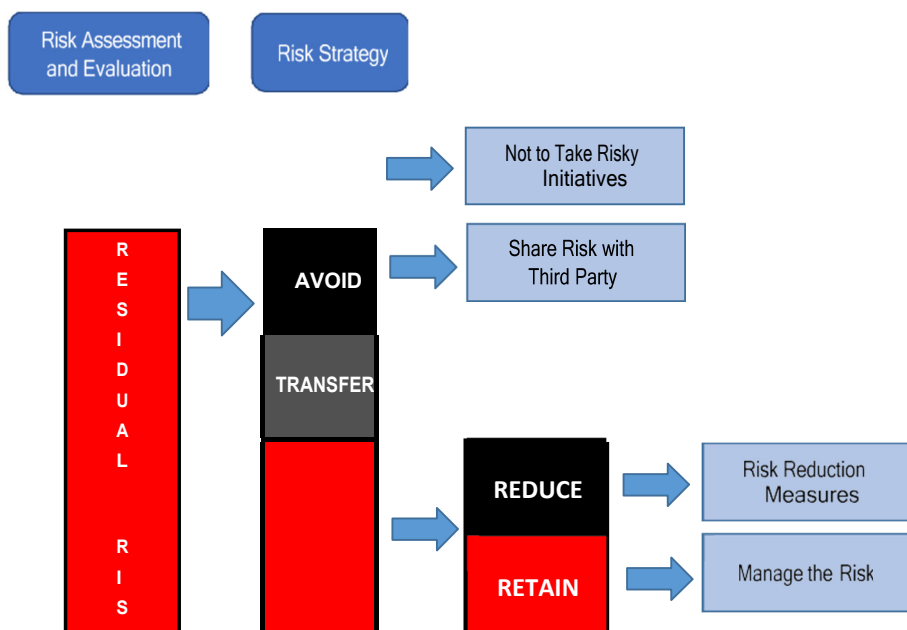 Risk Assessment
and Evaluation
Risk Strategy
Not to Take Risky
Initiatives
Share Risk with
Third Party
R
E
S
I
D
U
A
L
R
I
S
AVOID
TRANSFER
REDUCE
RETAIN
Risk Reduction
Measures
Manage the Risk